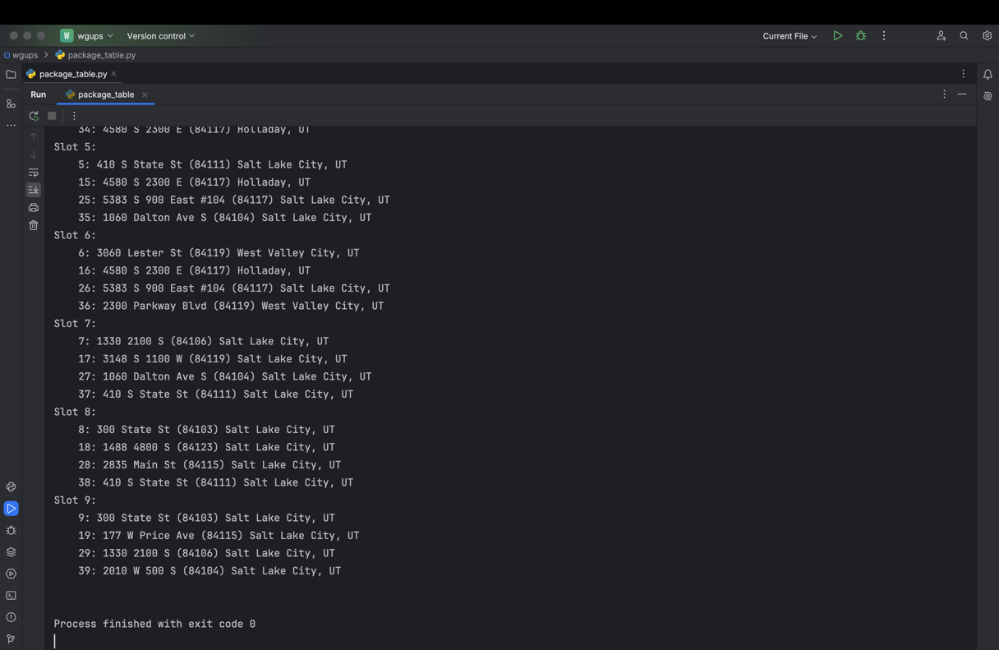 W wgups Version control Current File
wgups package_table.py
package_table.py
Run package_table
34: 4580 S 2300 E (84117) Holladay, UT
Slot 5:
5: 410 S State St (84111) Salt Lake City, UT
15: 4580 S 2300 E (84117) Holladay, UT
25: 5383 S 900 East #104 (84117) Salt Lake City, UT
35: 1060 Dalton Ave S (84104) Salt Lake City, UT
Slot 6:
6: 3060 Lester St (84119) West Valley City, UT
16: 4580 S 2300 E (84117) Holladay, UT
26: 5383 S 900 East #104 (84117) Salt Lake City, UT
36: 2300 Parkway Blvd (84119) West Valley City, UT
Slot 7:
7: 1330 2100 S (84106) Salt Lake City, UT
17: 3148 S 1100 W (84119) Salt Lake City, UT
27: 1060 Dalton Ave S (84104) Salt Lake City, UT
37: 410 S State St (84111) Salt Lake City, UT
Slot 8:
8: 300 State St (84103) Salt Lake City, UT
18: 1488 4800 S (84123) Salt Lake City, UT
28: 2835 Main St (84115) Salt Lake City, UT
38: 410 S State St (84111) Salt Lake City, UT
Slot 9:
9: 300 State St (84103) Salt Lake City, UT
19: 177 W Price Ave (84115) Salt Lake City, UT
29: 1330 2100 S (84106) Salt Lake City, UT
39: 2010 W 500 S (84104) Salt Lake City, UT
Process finished with exit code 0